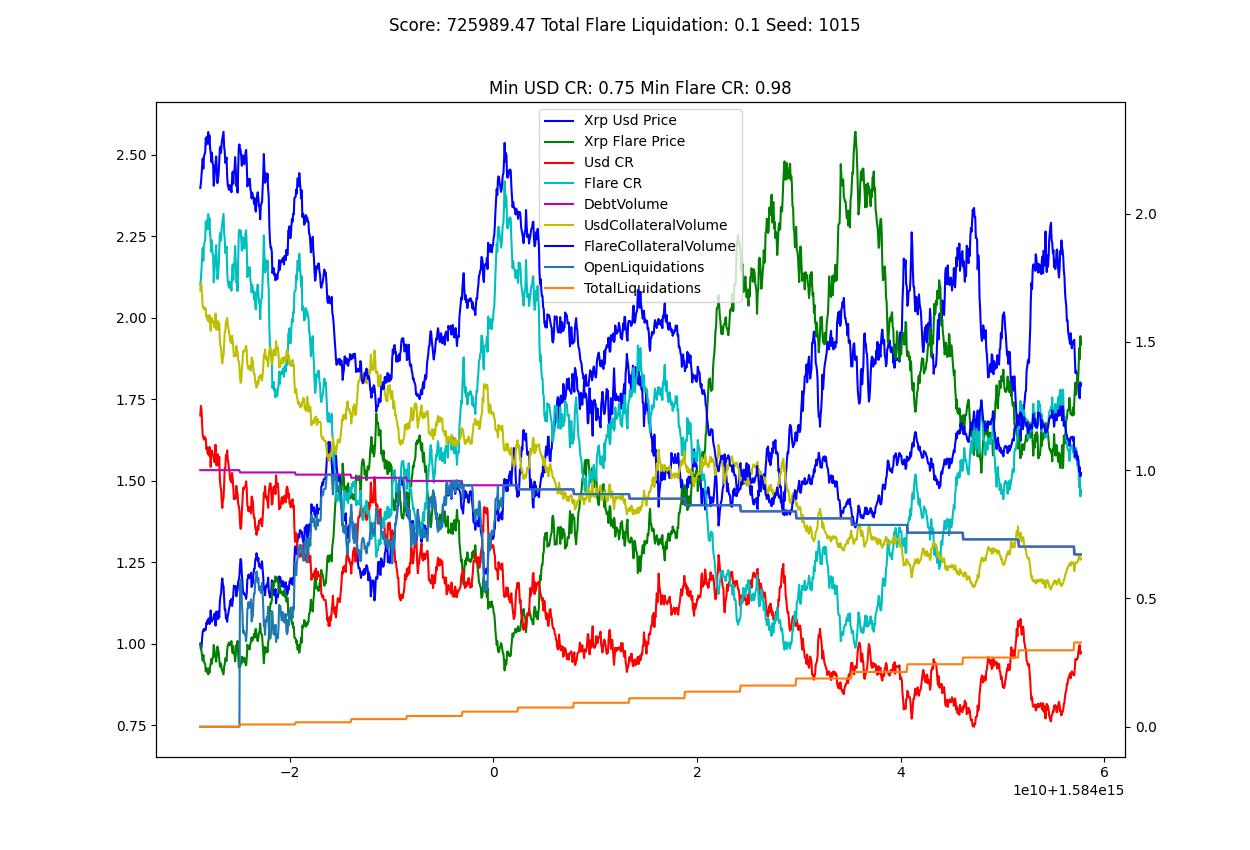 Score: 725989.47 Total Flare Liquidation: 0.1 Seed: 1015
Min USD CR: 0.75 Min Flare CR: 0.98
Xrp Usd Price
Xrp Flare Price
Usd CR
Flare CR
DebtVolume
UsdCollateralVolume
FlareCollateralVolume
OpenLiquidations
TotalLiquidations
2.50
2.25
2.00
1.75
1.50
1.25
1.00
0.75
2.0
1.5
1.0
0.5
0.0
−2
0
2
4
6
1e10+1.584e15